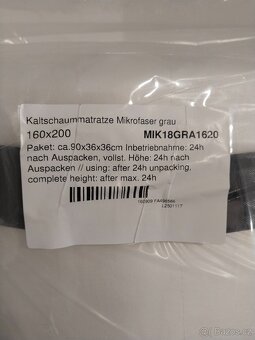 Kaltschaummatratze Mikrofaser grau
160x200 MIK18GRA1620
Paket: ca.90x36x36cm Inbetriebnahme: 24h
nach Auspacken, vollst. Höhe: 24h nach
Auspacken // using: after 24h unpacking,
complete height: after max. 24h